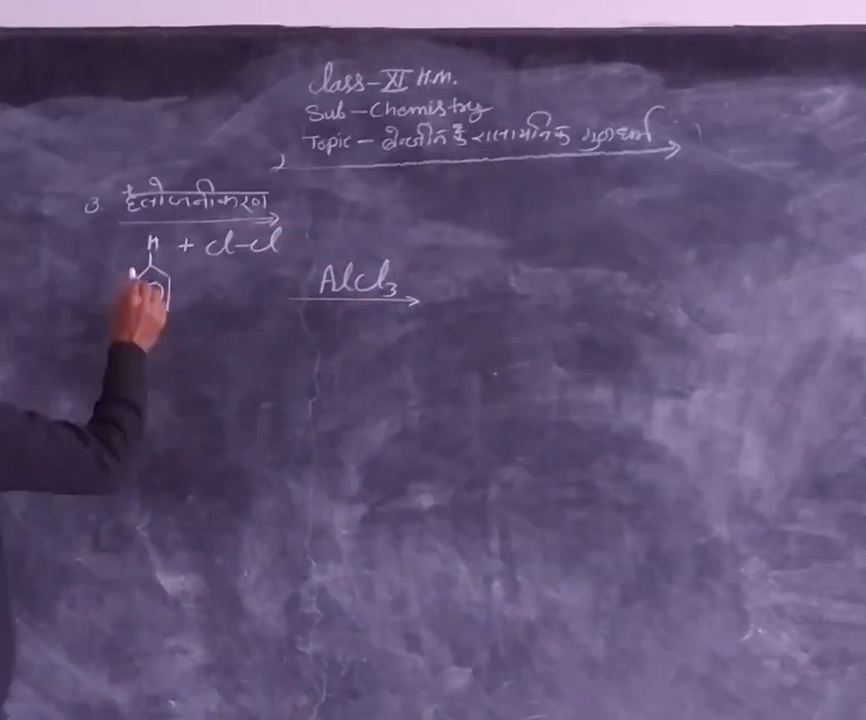 Class-XI H.M.
Sub-Chemistry
Topic - बेन्जीन के रासायनिक गुणधर्म
3. हैलोजनीकरण
H + Cl-Cl
AlCl₃